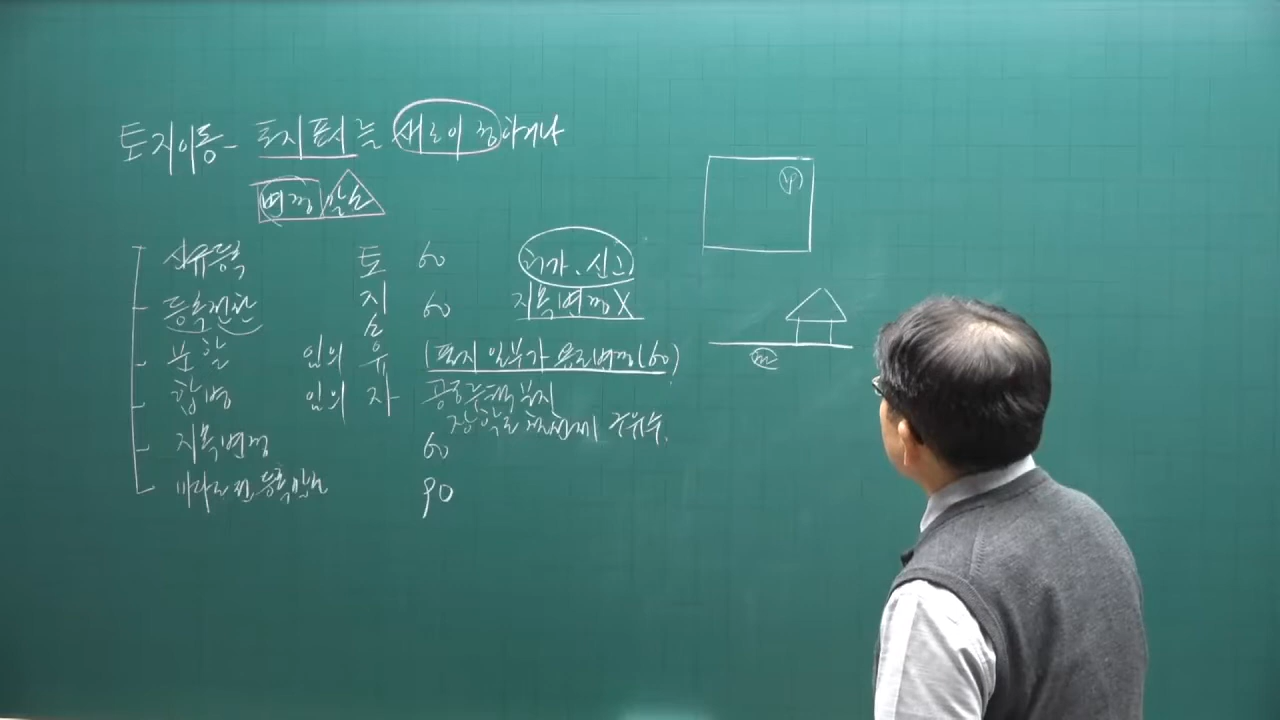 토지이동 - 토지표시를 새로이 정하거나
변경 말소
신규등록 토 60 허가, 신고
등록전환 지 60 지목변경X
소
분할 임의 유 (필지 일부가 용도변경(60)
합병 임의 자 공동주택부지
지목변경 60
바다로 된 등록말소 90